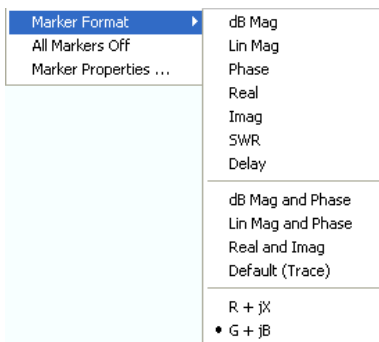 Marker Format
All Markers Off
Marker Properties ...
dB Mag
Lin Mag
Phase
Real
Imag
SWR
Delay
dB Mag and Phase
Lin Mag and Phase
Real and Imag
Default (Trace)
R + jX
• G + jB